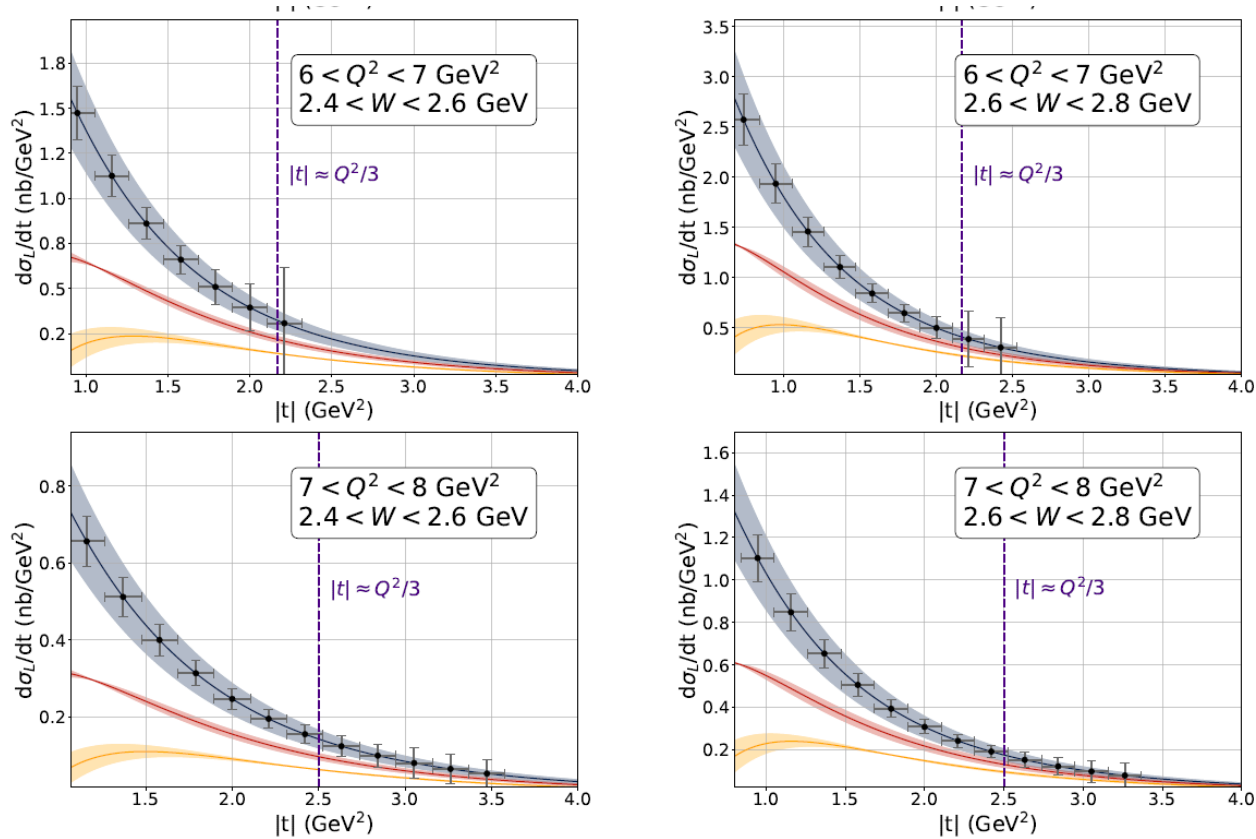 6 < Q² < 7 GeV²
2.4 < W < 2.6 GeV
|t| ≈ Q²/3
dσ_L/dt (nb/GeV²)
1.8
1.5
1.2
1.0
0.8
0.5
0.2
1.0 1.5 2.0 2.5 3.0 3.5 4.0
|t| (GeV²)
6 < Q² < 7 GeV²
2.6 < W < 2.8 GeV
|t| ≈ Q²/3
dσ_L/dt (nb/GeV²)
3.5
3.0
2.5
2.0
1.5
1.0
0.5
1.0 1.5 2.0 2.5 3.0 3.5 4.0
|t| (GeV²)
7 < Q² < 8 GeV²
2.4 < W < 2.6 GeV
|t| ≈ Q²/3
dσ_L/dt (nb/GeV²)
0.8
0.6
0.4
0.2
1.5 2.0 2.5 3.0 3.5 4.0
|t| (GeV²)
7 < Q² < 8 GeV²
2.6 < W < 2.8 GeV
|t| ≈ Q²/3
dσ_L/dt (nb/GeV²)
1.6
1.4
1.2
1.0
0.8
0.6
0.4
0.2
1.0 1.5 2.0 2.5 3.0 3.5 4.0
|t| (GeV²)